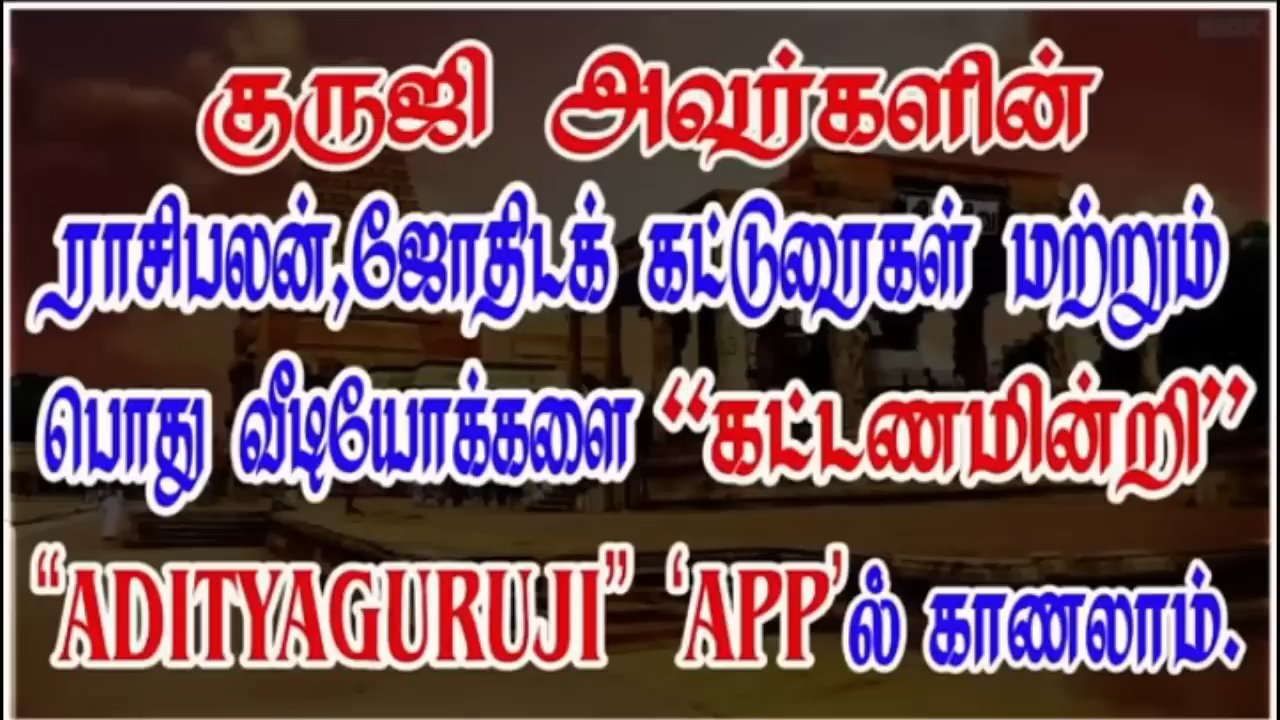 குருஜி அவர்களின்
ராசிபலன்,ஜோதிடக் கட்டுரைகள் மற்றும்
பொது வீடியோக்களை “கட்டணமின்றி”
“ADITYAGURUJI” ‘APP’ல் காணலாம்.